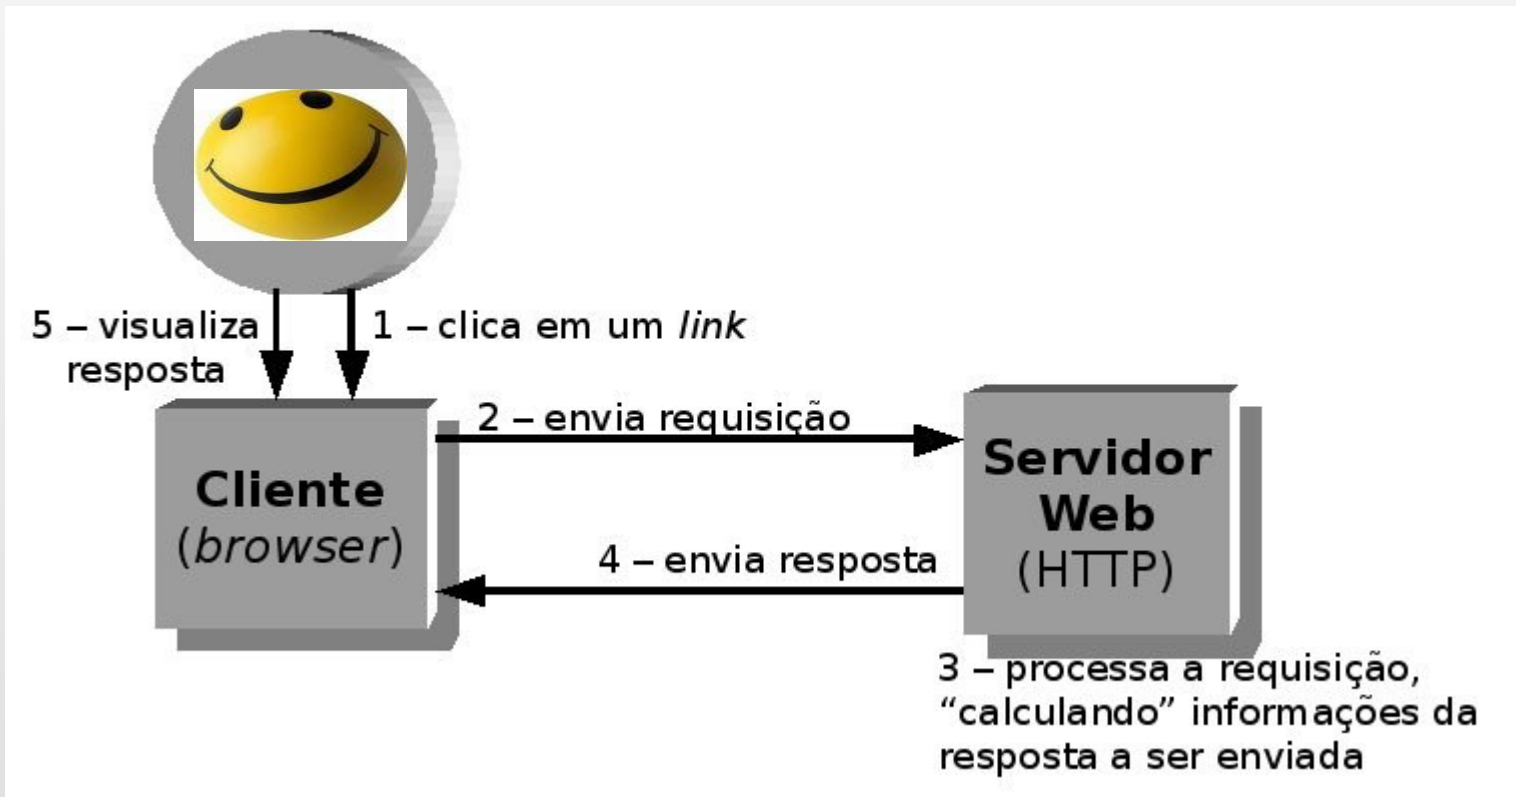 5 – visualiza
resposta
1 – clica em um link
2 – envia requisição
Cliente
(browser)
Servidor
Web
(HTTP)
4 – envia resposta
3 – processa a requisição,
“calculando” informações da
resposta a ser enviada